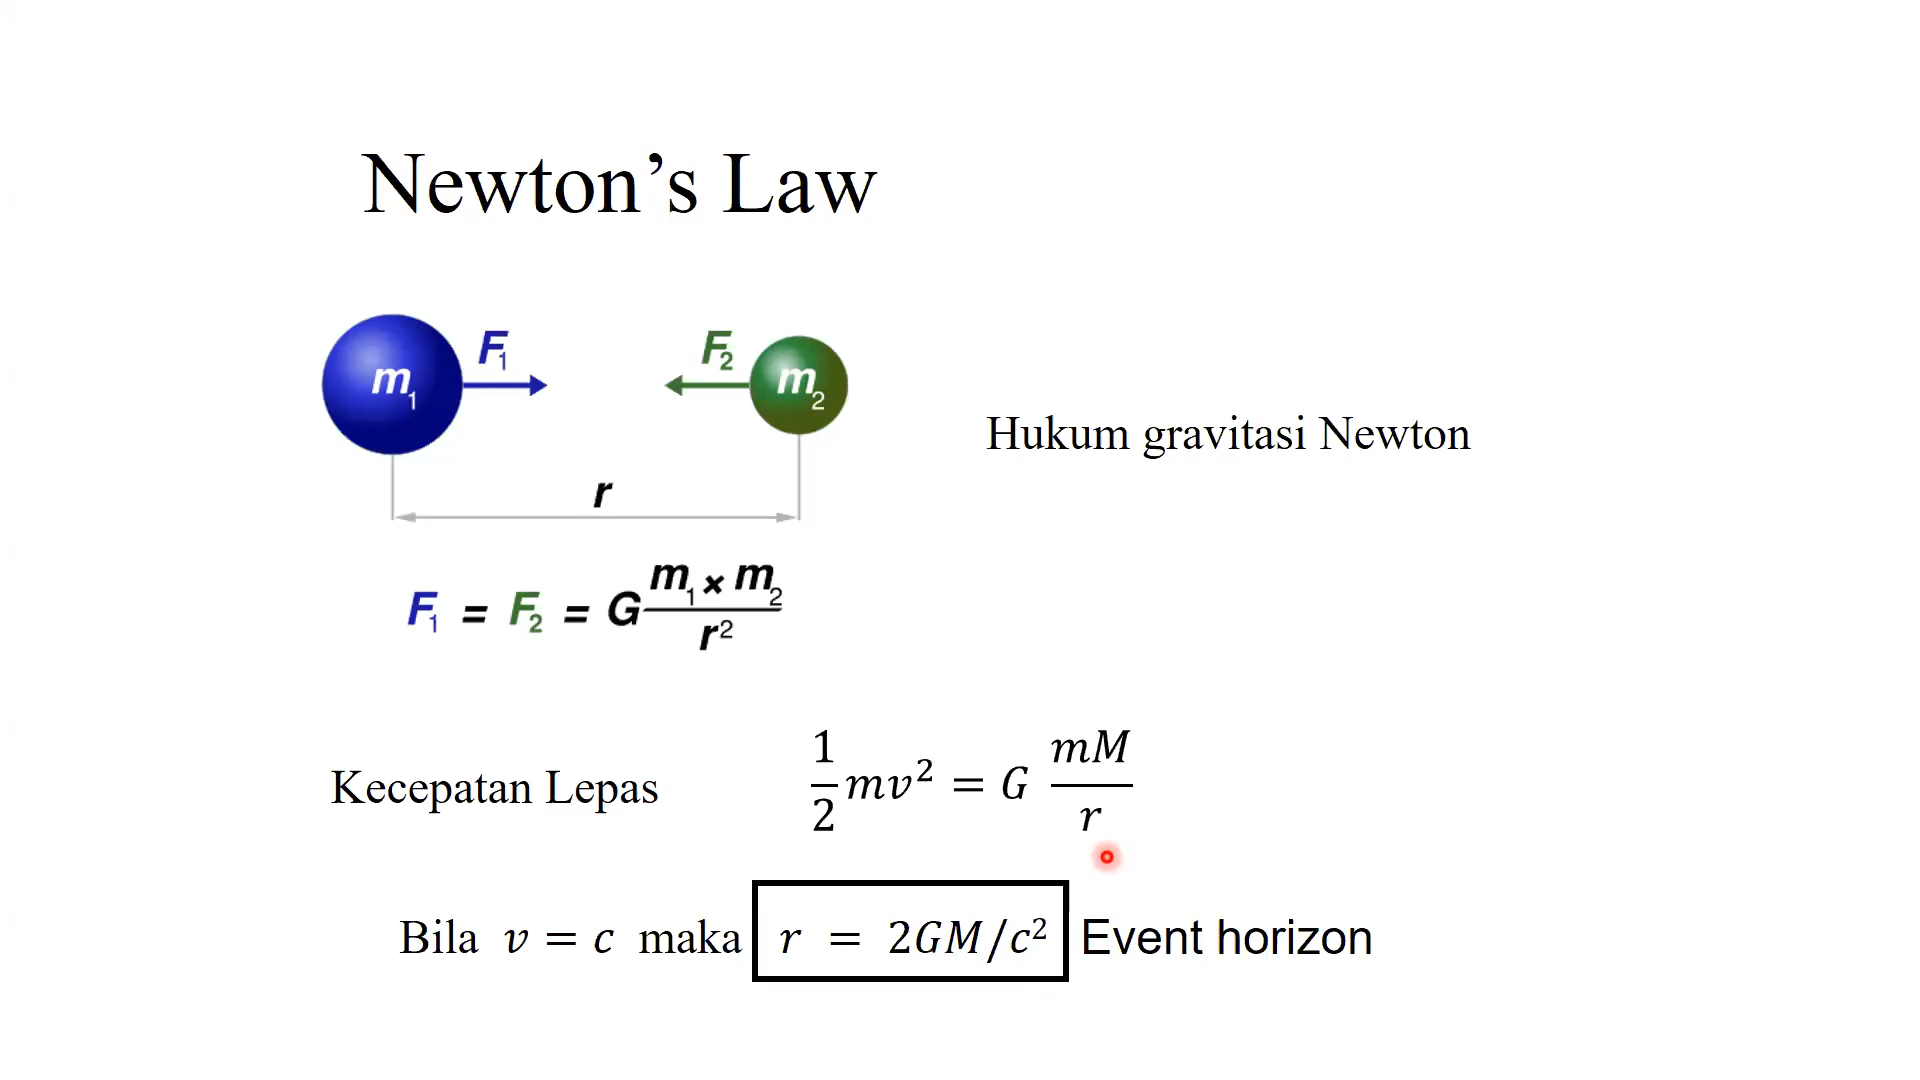 Newton’s Law
m₁ F₁ F₂ m₂
Hukum gravitasi Newton
r
F₁ = F₂ = G (m₁ × m₂)/r²
Kecepatan Lepas 1/2 mv² = G mM/r
Bila v = c maka r = 2GM/c² Event horizon